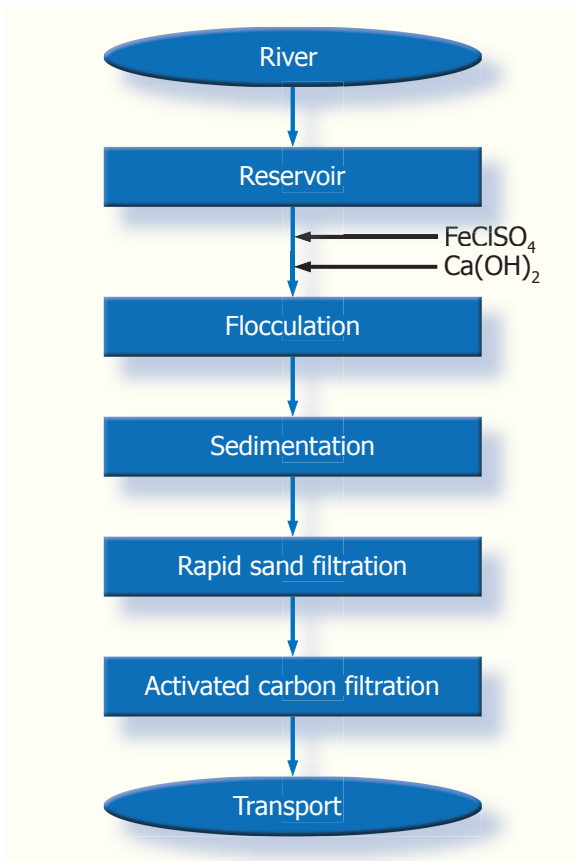 River
Reservoir
FeClSO₄
Ca(OH)₂
Flocculation
Sedimentation
Rapid sand filtration
Activated carbon filtration
Transport